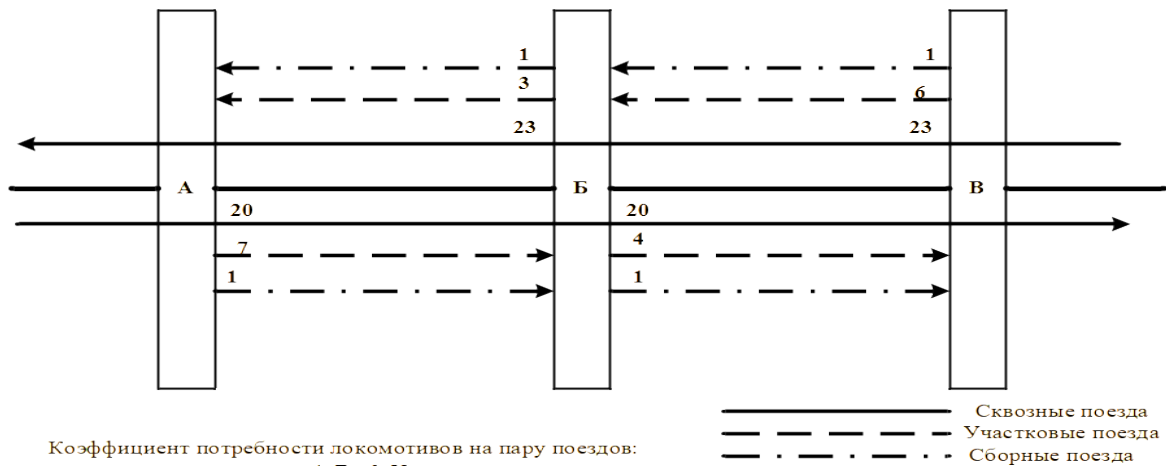 1 1
3 6
23 23
А Б В
20 20
7 4
1 1
Сквозные поезда
Участковые поезда
Коэффициент потребности локомотивов на пару поездов:
Сборные поезда